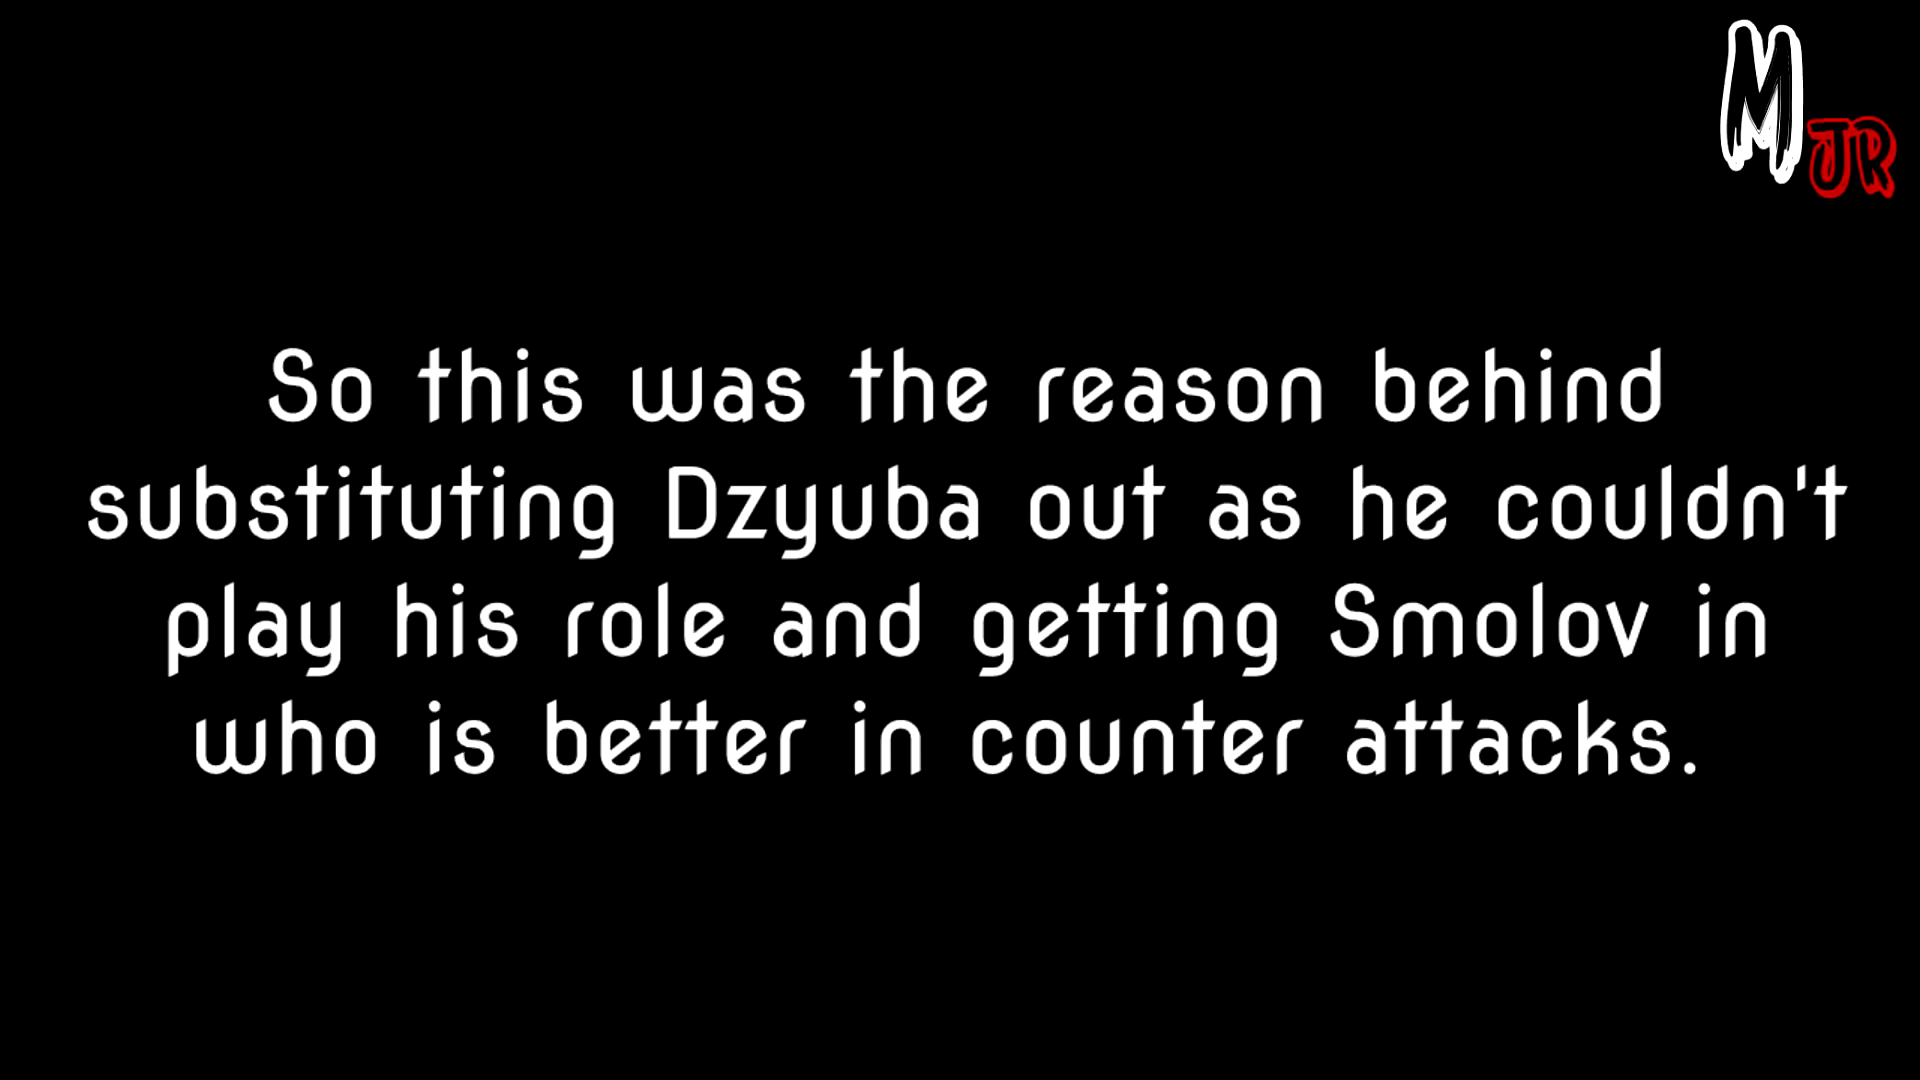 M
JR
So this was the reason behind
substituting Dzyuba out as he couldn't
play his role and getting Smolov in
who is better in counter attacks.